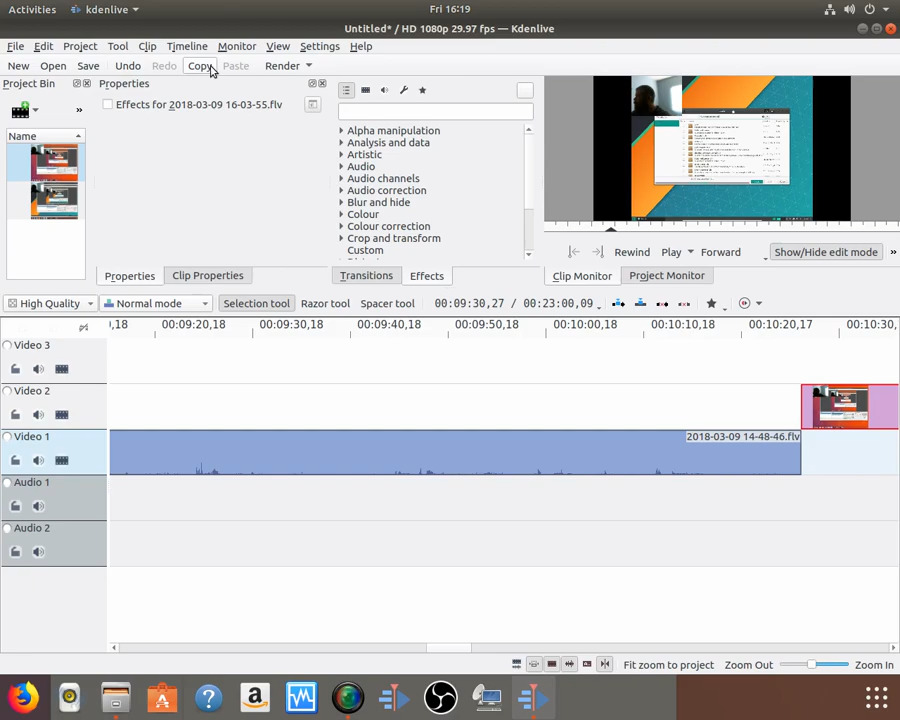 Activities kdenlive Fri 16:19
Untitled* / HD 1080p 29.97 fps — Kdenlive
File Edit Project Tool Clip Timeline Monitor View Settings Help
New Open Save Undo Redo Copy Paste Render
Project Bin Properties
» Effects for 2018-03-09 16-03-55.flv
Name
Alpha manipulation
Analysis and data
Artistic
Audio
Audio channels
Audio correction
Blur and hide
Colour
Colour correction
Crop and transform
Custom
Rewind Play Forward Show/Hide edit mode »
Properties Clip Properties Transitions Effects Clip Monitor Project Monitor
High Quality Normal mode Selection tool Razor tool Spacer tool 00:09:30,27 / 00:23:00,09
),18 00:09:20,18 00:09:30,18 00:09:40,18 00:09:50,18 00:10:00,18 00:10:10,18 00:10:20,17 00:10:30,
Video 3
Video 2
Video 1 2018-03-09 14-48-46.flv
Audio 1
Audio 2
Fit zoom to project Zoom Out Zoom In